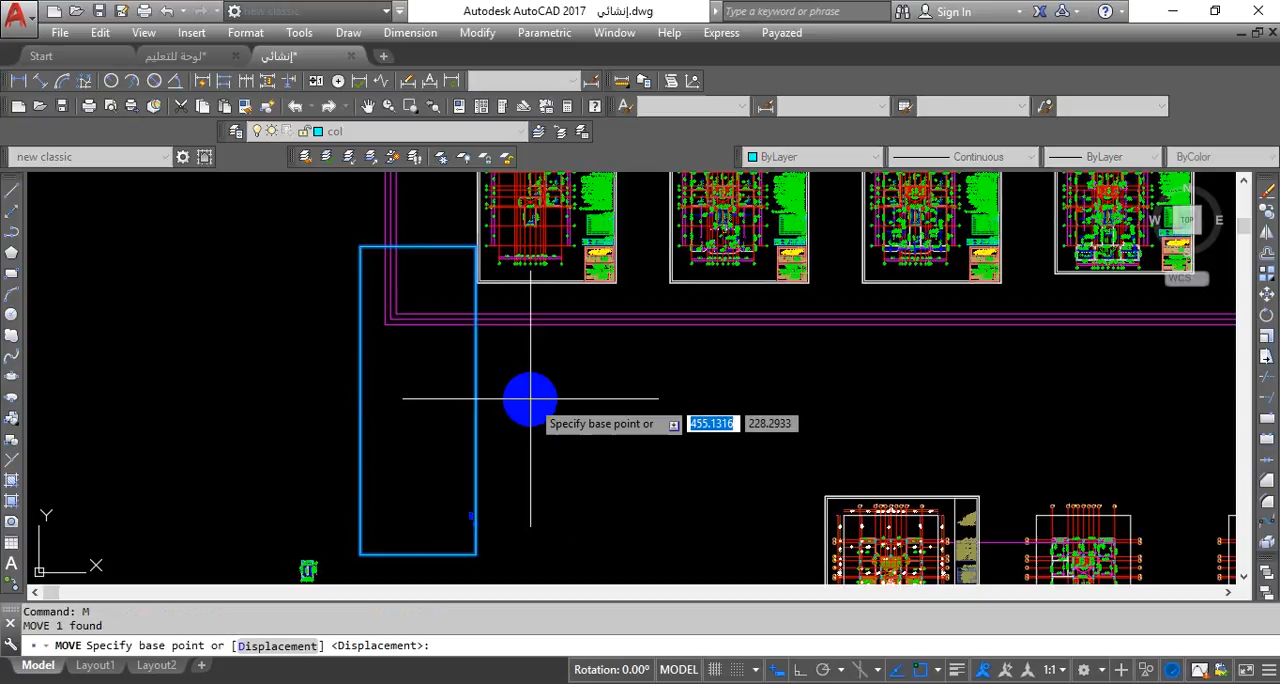 new classic
Autodesk AutoCAD 2017 إنشائي.dwg
Type a keyword or phrase
Sign In
File Edit View Insert Format Tools Draw Dimension Modify Parametric Window Help Express Payazed
Start
لوحة للتعليم*
إنشائي*
col
new classic
ByLayer
Continuous
ByLayer
ByColor
N
W TOP E
WCS
Specify base point or 455.1316 228.2933
Y
X
Command: M
MOVE 1 found
MOVE Specify base point or [Displacement] <Displacement>:
Model Layout1 Layout2 +
Rotation: 0.00° MODEL 1:1